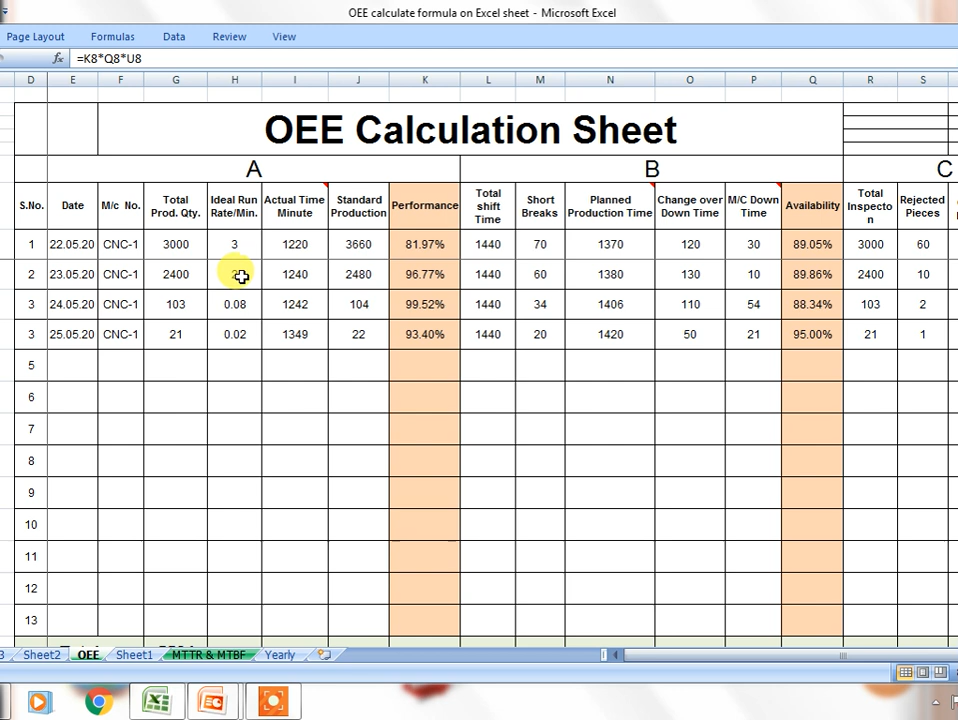 OEE calculate formula on Excel sheet - Microsoft Excel
Page Layout Formulas Data Review View
fx =K8*Q8*U8
D E F G H I J K L M N O P Q R S
OEE Calculation Sheet
A B C
S.No. Date M/c No. Total Prod. Qty. Ideal Run Rate/Min. Actual Time Minute Standard Production Performance Total shift Time Short Breaks Planned Production Time Change over Down Time M/C Down Time Availability Total Inspecto n Rejected Pieces
1 22.05.20 CNC-1 3000 3 1220 3660 81.97% 1440 70 1370 120 30 89.05% 3000 60
2 23.05.20 CNC-1 2400 1240 2480 96.77% 1440 60 1380 130 10 89.86% 2400 10
3 24.05.20 CNC-1 103 0.08 1242 104 99.52% 1440 34 1406 110 54 88.34% 103 2
3 25.05.20 CNC-1 21 0.02 1349 22 93.40% 1440 20 1420 50 21 95.00% 21 1
5
6
7
8
9
10
11
12
13
3 Sheet2 OEE Sheet1 MTTR & MTBF Yearly